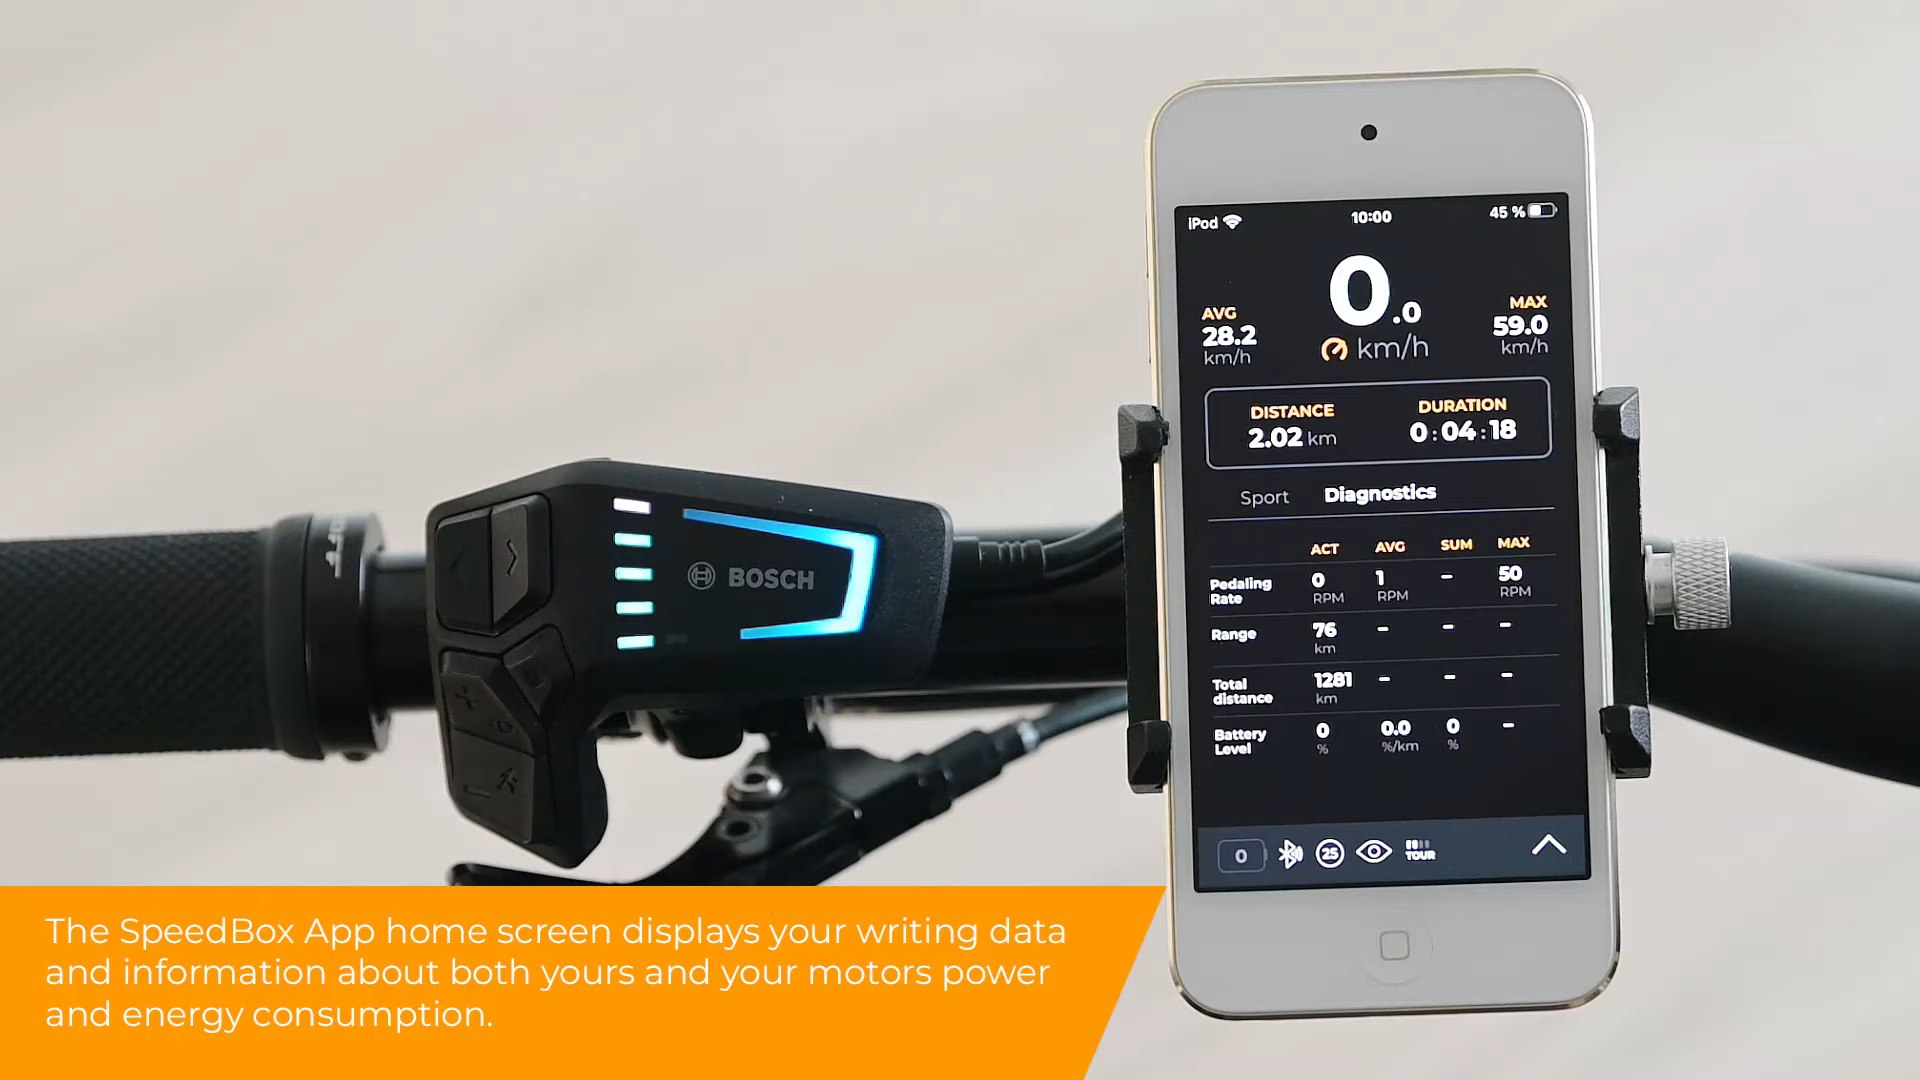 iPod 10:00 45 %
0.0
km/h
AVG
28.2
km/h
MAX
59.0
km/h
DISTANCE DURATION
2.02 km 0:04:18
Sport Diagnostics
ACT AVG SUM MAX
Pedaling Rate 0 RPM 1 RPM - 50 RPM
Range 76 km - - -
Total distance 1281 km - - -
Battery Level 0 % 0.0 %/km 0 % -
0 25 TOUR
BOSCH
The SpeedBox App home screen displays your writing data
and information about both yours and your motors power
and energy consumption.